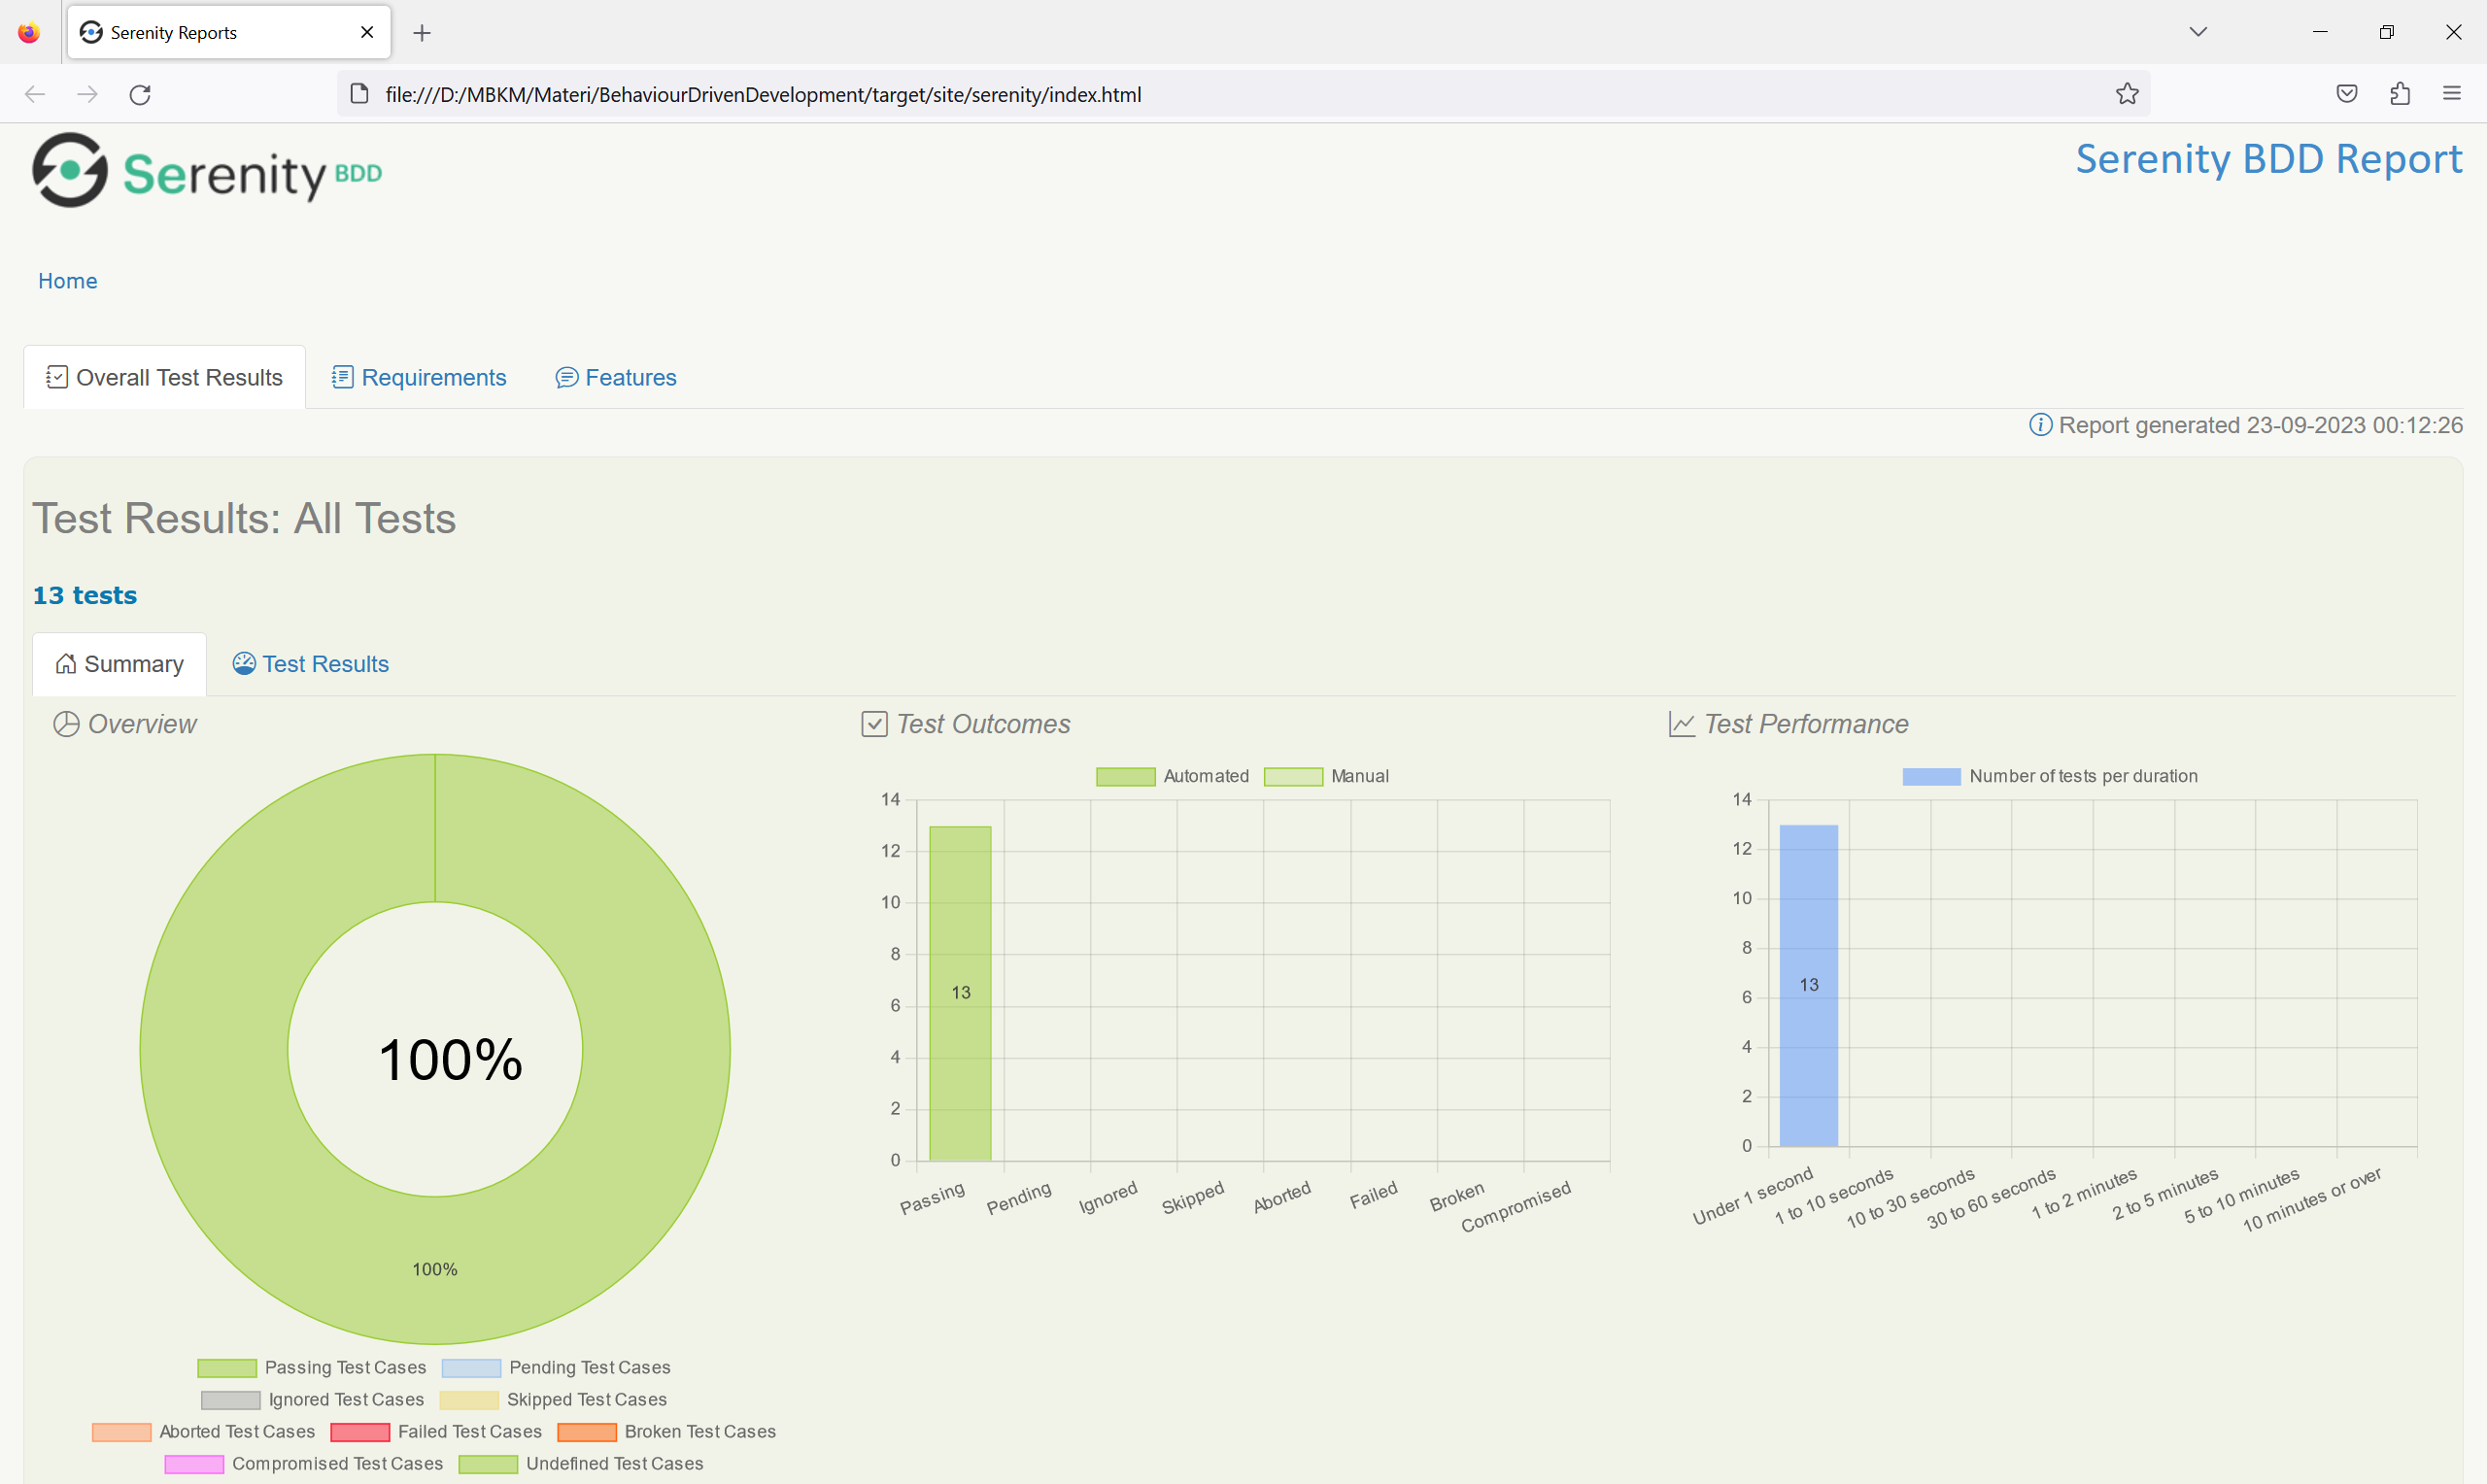 Serenity Reports
file:///D:/MBKM/Materi/BehaviourDrivenDevelopment/target/site/serenity/index.html
Serenity BDD
Serenity BDD Report
Home
Overall Test Results Requirements Features
Report generated 23-09-2023 00:12:26
Test Results: All Tests
13 tests
Summary Test Results
Overview
100%
100%
Passing Test Cases Pending Test Cases
Ignored Test Cases Skipped Test Cases
Aborted Test Cases Failed Test Cases Broken Test Cases
Compromised Test Cases Undefined Test Cases
Test Outcomes
Automated Manual
14
12
10
8
6
4
2
0
13
Passing Pending Ignored Skipped Aborted Failed Broken Compromised
Test Performance
Number of tests per duration
14
12
10
8
6
4
2
0
13
Under 1 second 1 to 10 seconds 10 to 30 seconds 30 to 60 seconds 1 to 2 minutes 2 to 5 minutes 5 to 10 minutes 10 minutes or over